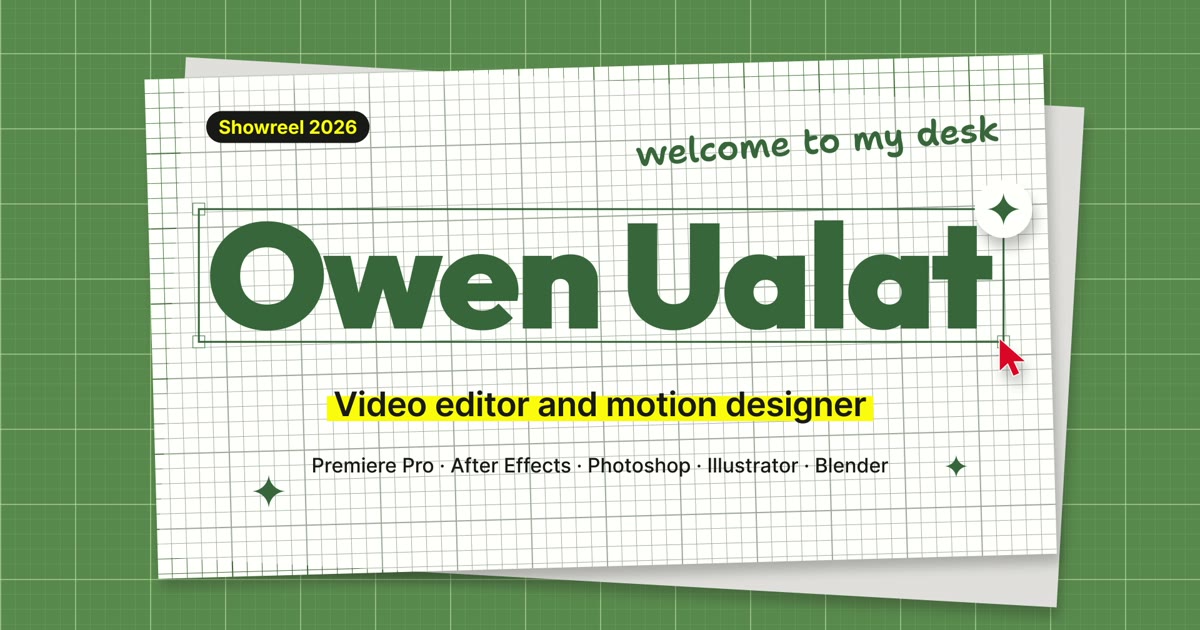 Showreel 2026
welcome to my desk
Owen Ualat
Video editor and motion designer
Premiere Pro · After Effects · Photoshop · Illustrator · Blender